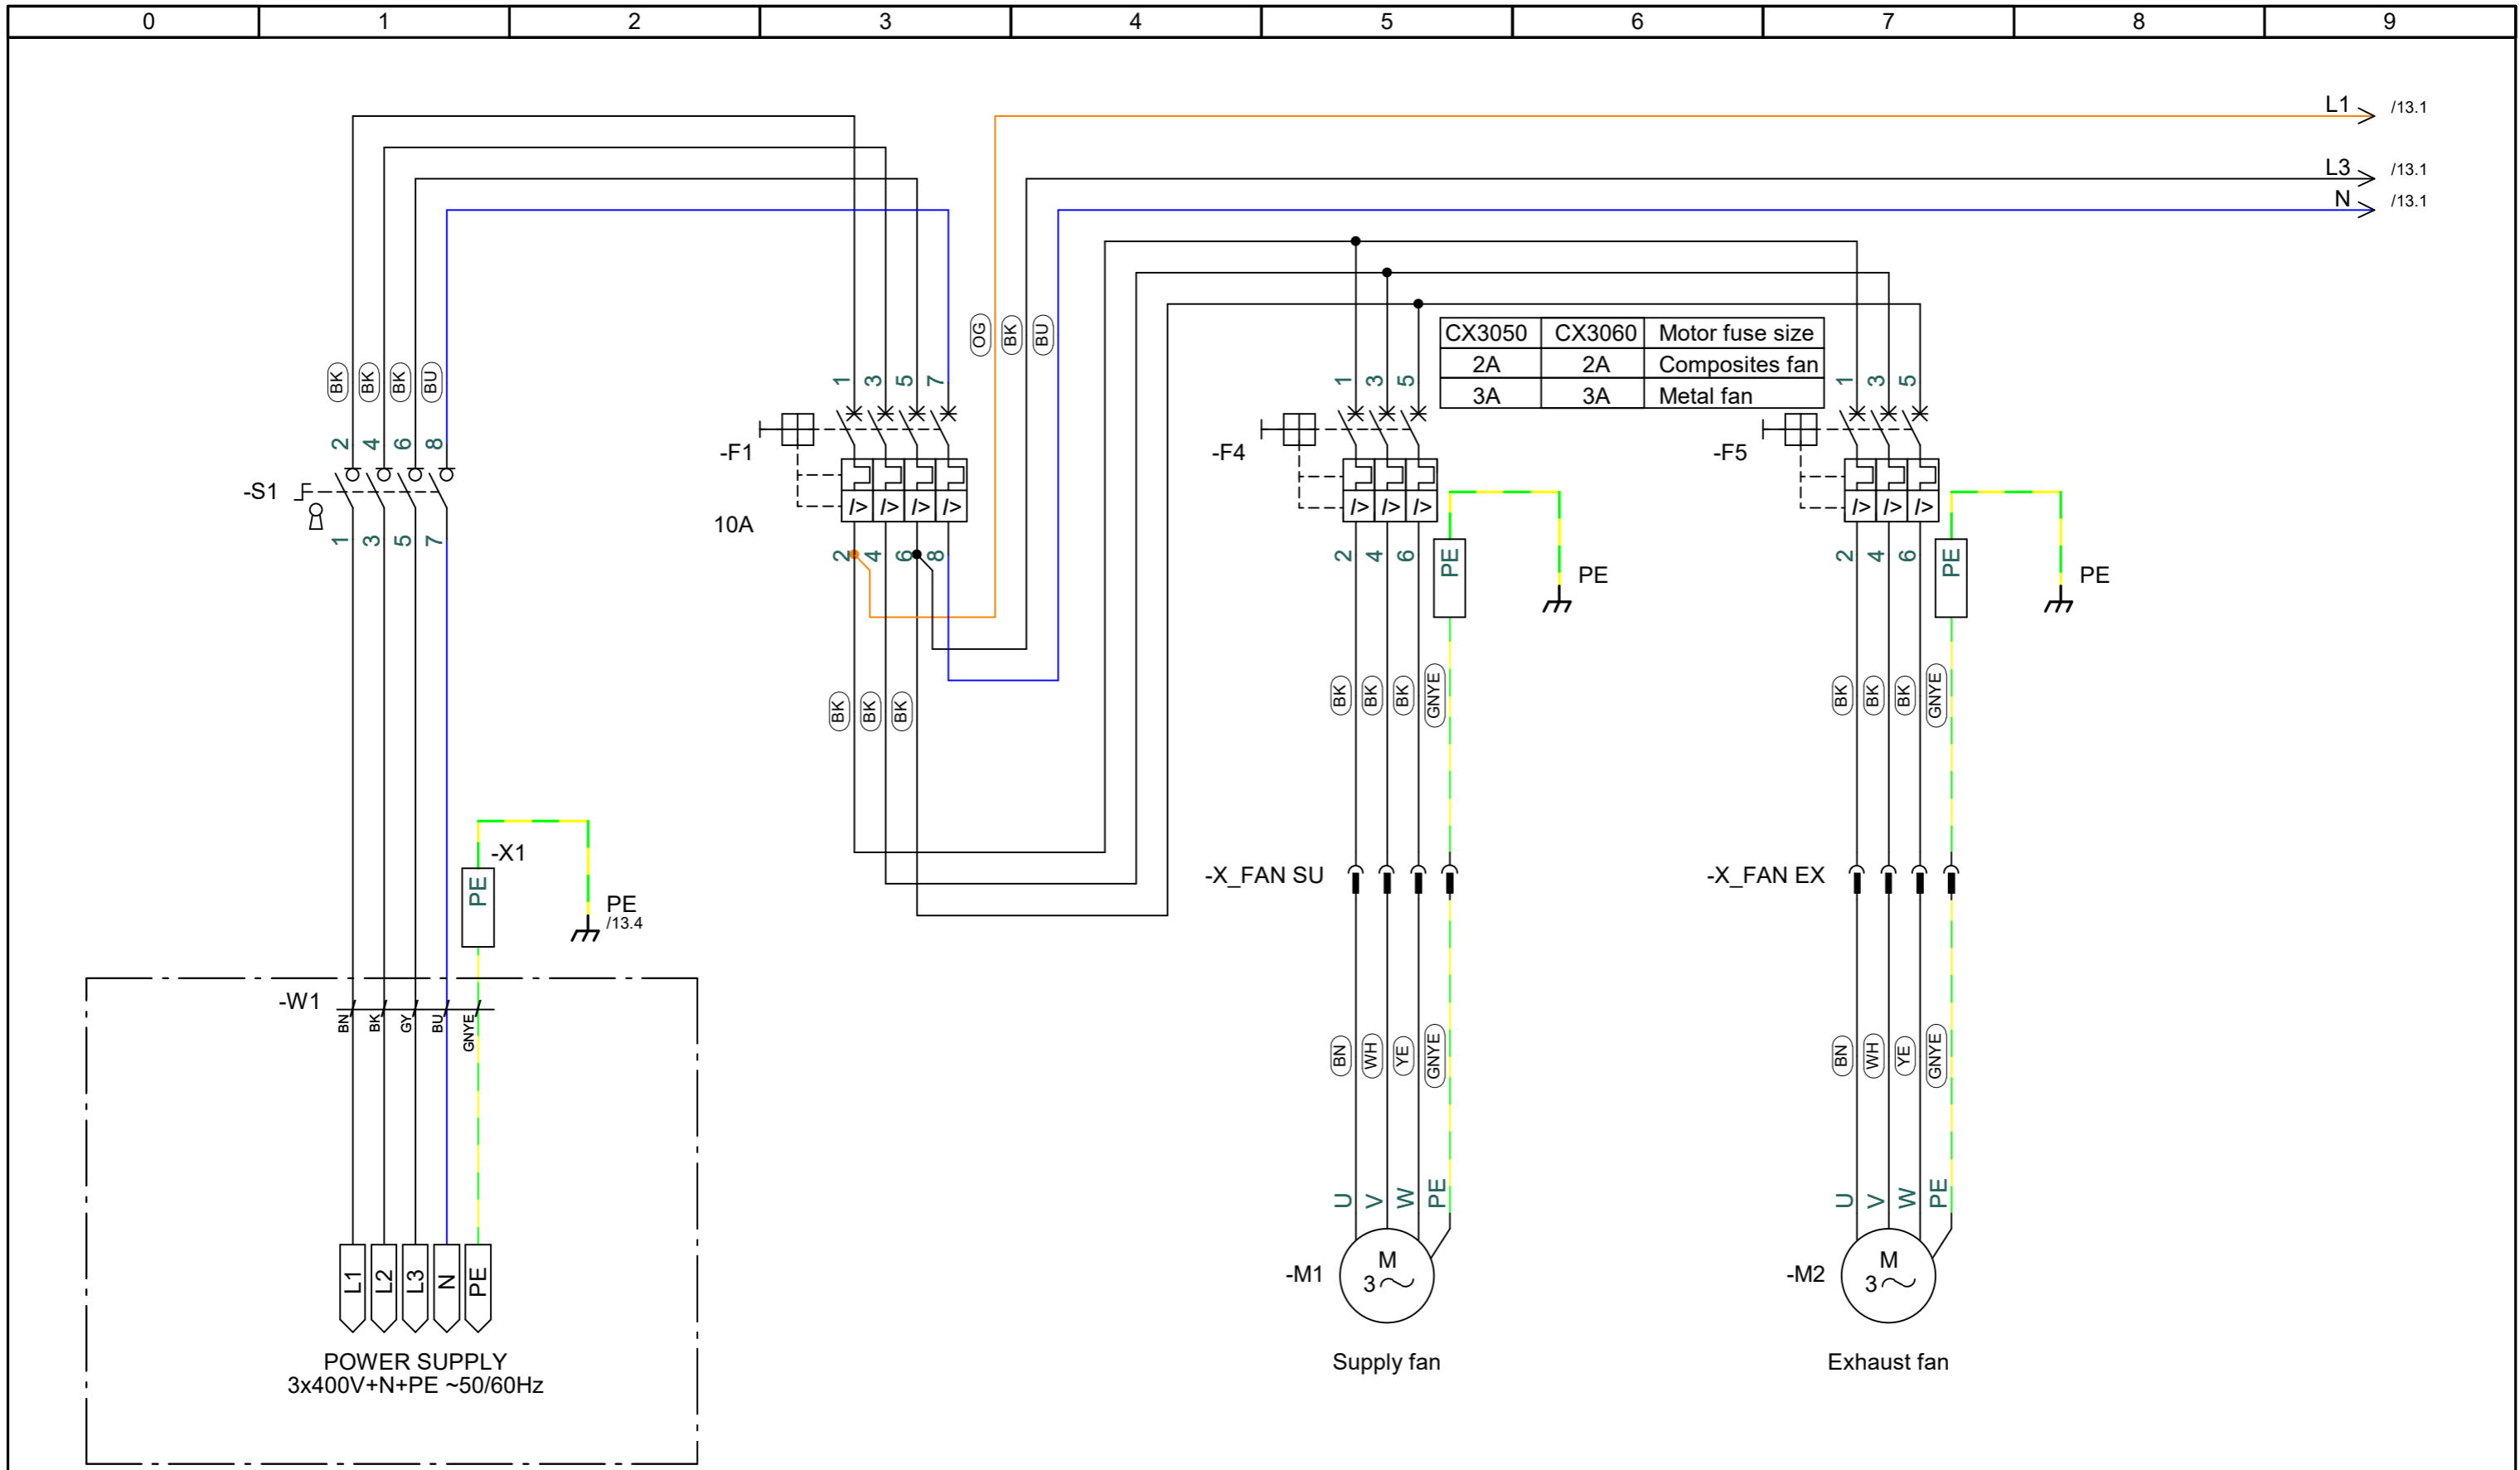 0 1 2 3 4 5 6 7 8 9
L1 /13.1
L3 /13.1
N /13.1
OG BK BU
BK BK BK BU
CX3050 CX3060 Motor fuse size
2A 2A Composites fan
3A 3A Metal fan
2 4 6 8
-S1
1 3 5 7
1 3 5 7
-F1
10A
I> I> I> I>
2 4 6 8
BK BK BK
1 3 5
-F4
I> I> I>
2 4 6 PE
PE
1 3 5
-F5
I> I> I>
2 4 6 PE
PE
BK BK BK GNYE
BK BK BK GNYE
-X1
PE
PE
/13.4
-X_FAN SU
-X_FAN EX
-W1
BN BK GY BU GNYE
BN WH YE GNYE
BN WH YE GNYE
U V W PE
U V W PE
L1 L2 L3 N PE
-M1
M
3
-M2
M
3
POWER SUPPLY
3x400V+N+PE ~50/60Hz
Supply fan
Exhaust fan